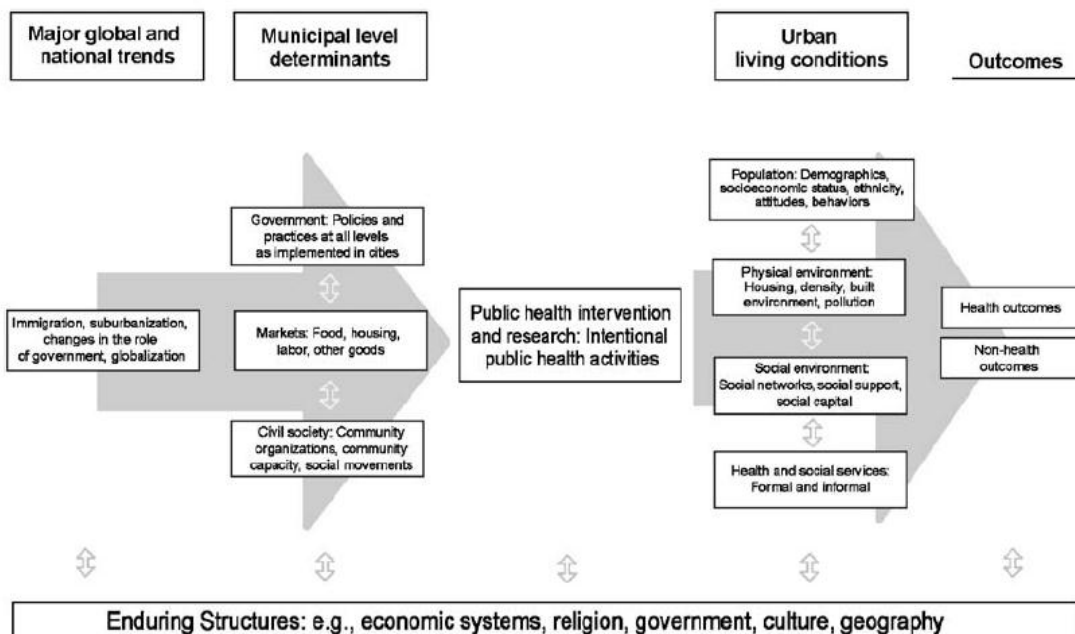 Major global and
national trends
Municipal level
determinants
Urban
living conditions
Outcomes
Immigration, suburbanization,
changes in the role
of government, globalization
Government: Policies and
practices at all levels
as implemented in cities
Markets: Food, housing,
labor, other goods
Civil society: Community
organizations, community
capacity, social movements
Public health intervention
and research: Intentional
public health activities
Population: Demographics,
socioeconomic status, ethnicity,
attitudes, behaviors
Physical environment:
Housing, density, built
environment, pollution
Social environment:
Social networks, social support,
social capital
Health and social services:
Formal and informal
Health outcomes
Non-health
outcomes
Enduring Structures: e.g., economic systems, religion, government, culture, geography